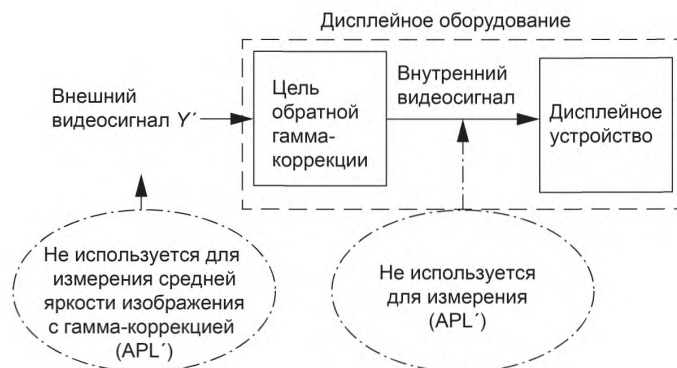 Дисплейное оборудование
Внешний
видеосигнал Y´
Цель
обратной
гамма-
коррекции
Внутренний
видеосигнал
Дисплейное
устройство
Не используется для
измерения средней
яркости изображения
с гамма-коррекцией
(APL´)
Не используется
для измерения
(APL´)